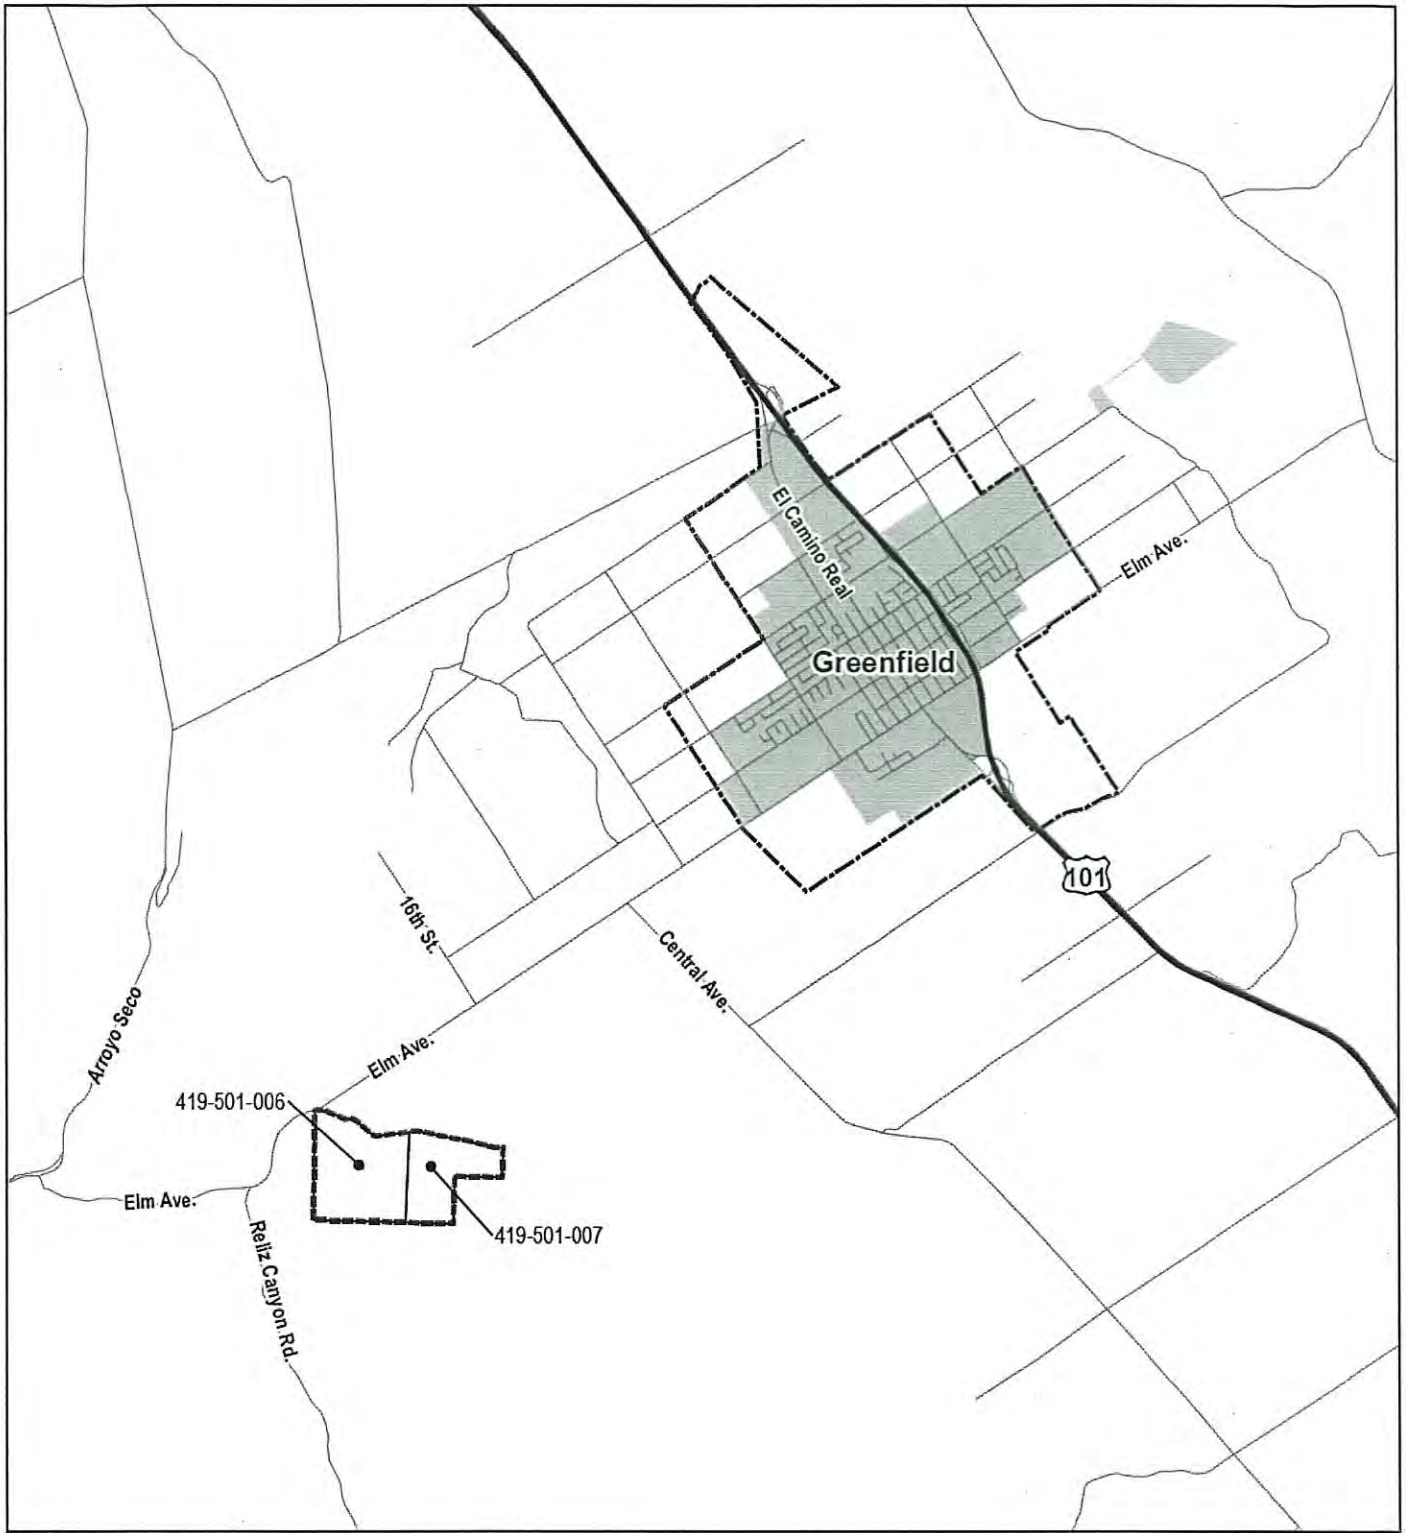 El Camino Real
Elm Ave.
Greenfield
101
16th St.
Central Ave.
Arroyo Seco
Elm Ave.
419-501-006
Elm Ave.
419-501-007
Reliz Canyon Rd.